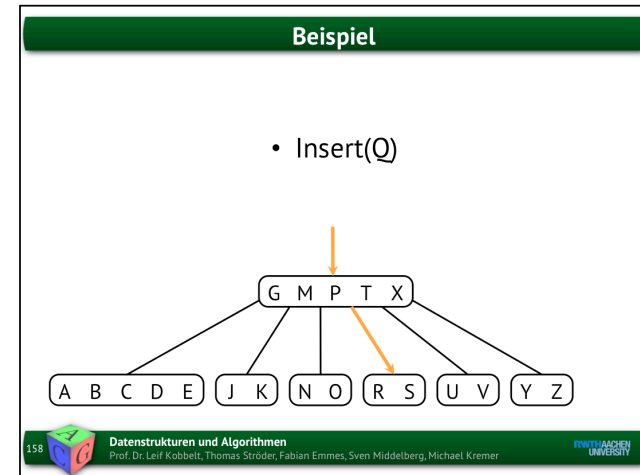 Beispiel
• Insert(Q)
G M P T X
A B C D E J K N O R S U V Y Z
158 A C G Datenstrukturen und Algorithmen
Prof. Dr. Leif Kobbelt, Thomas Ströder, Fabian Emmes, Sven Middelberg, Michael Kremer
RWTHAACHEN
UNIVERSITY